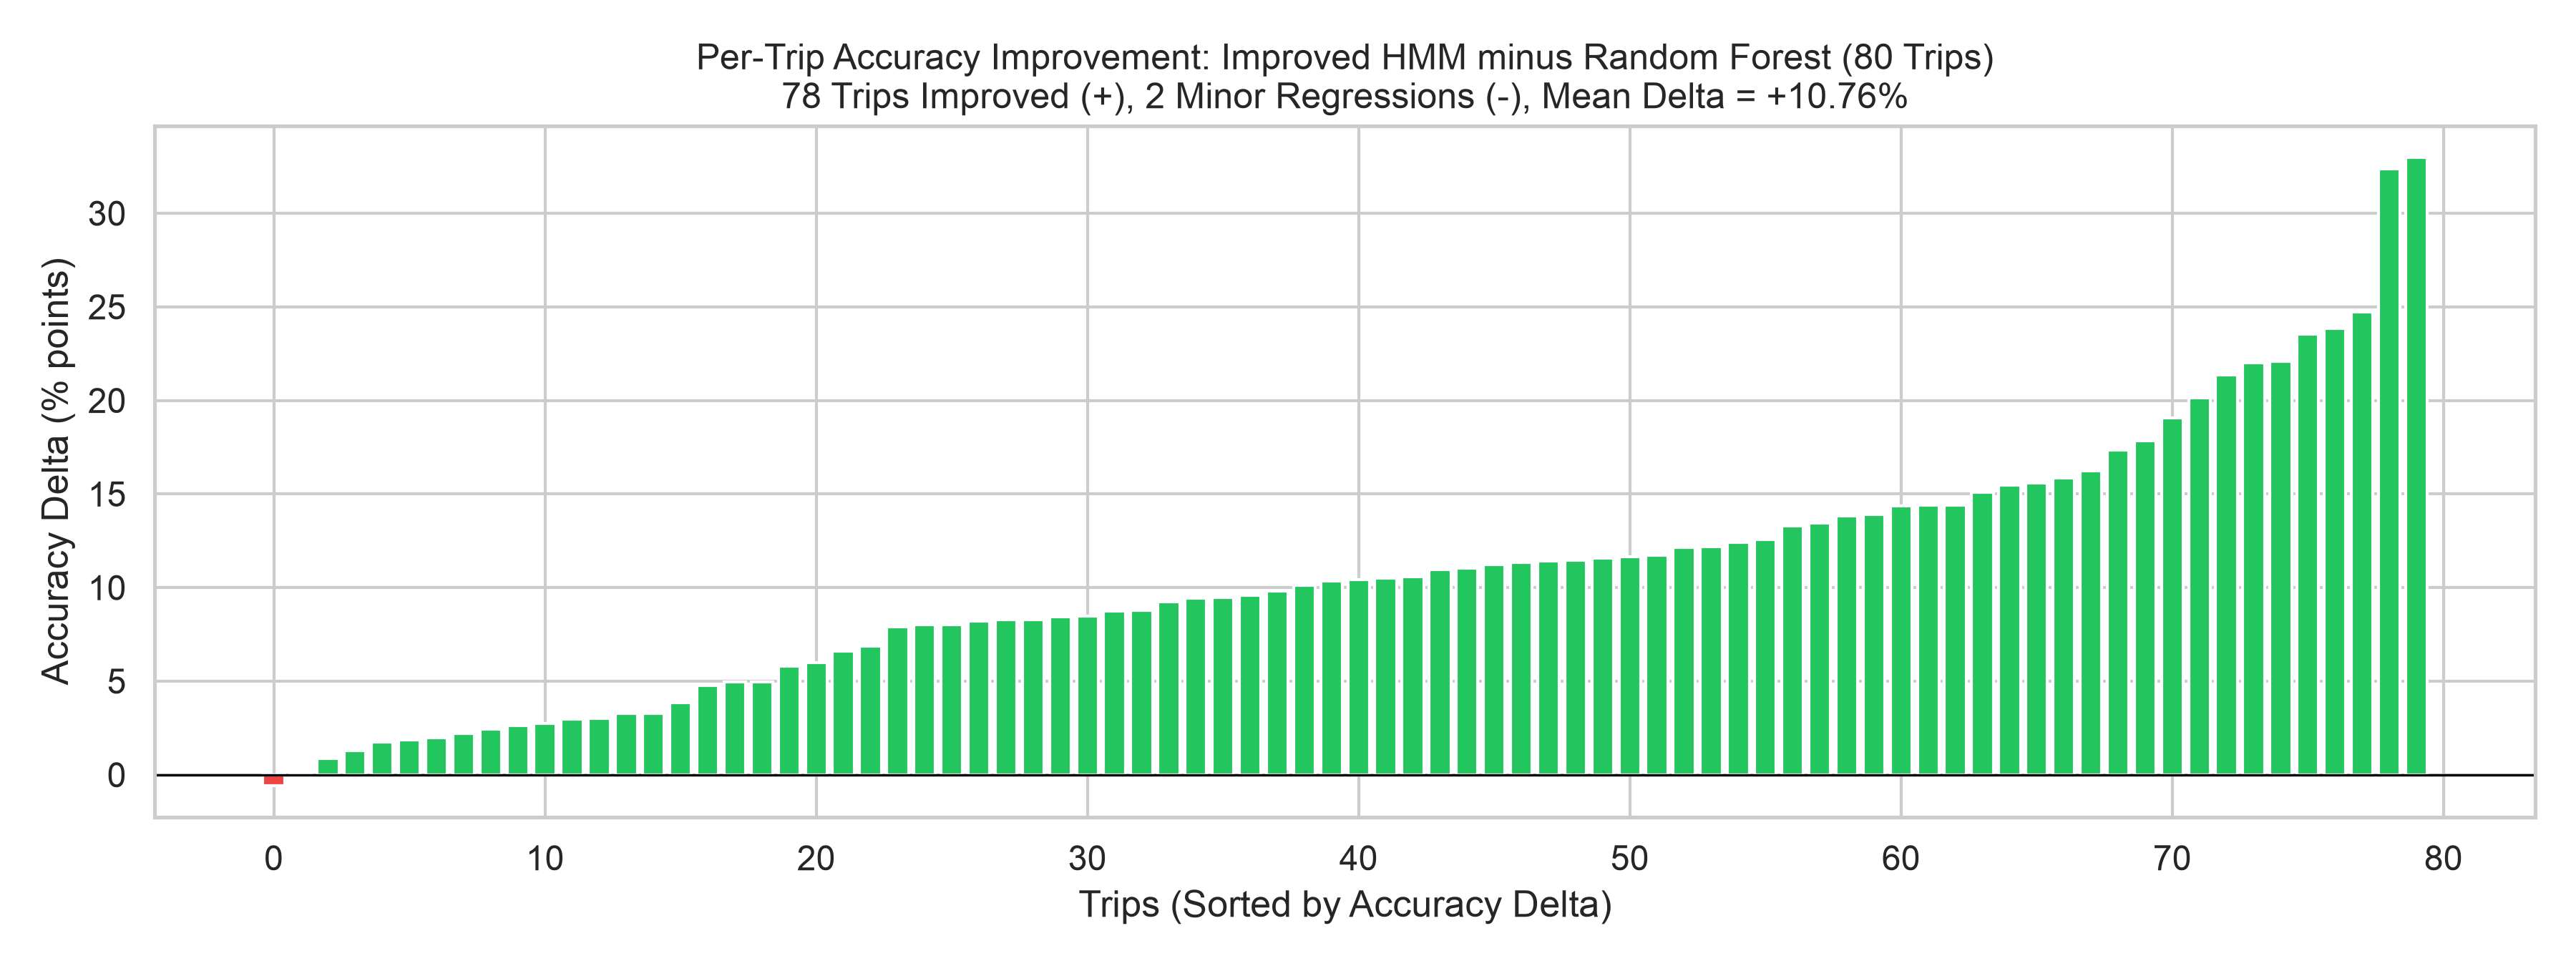 Per-Trip Accuracy Improvement: Improved HMM minus Random Forest (80 Trips)
78 Trips Improved (+), 2 Minor Regressions (-), Mean Delta = +10.76%
Accuracy Delta (% points)
30
25
20
15
10
5
0
0 10 20 30 40 50 60 70 80
Trips (Sorted by Accuracy Delta)